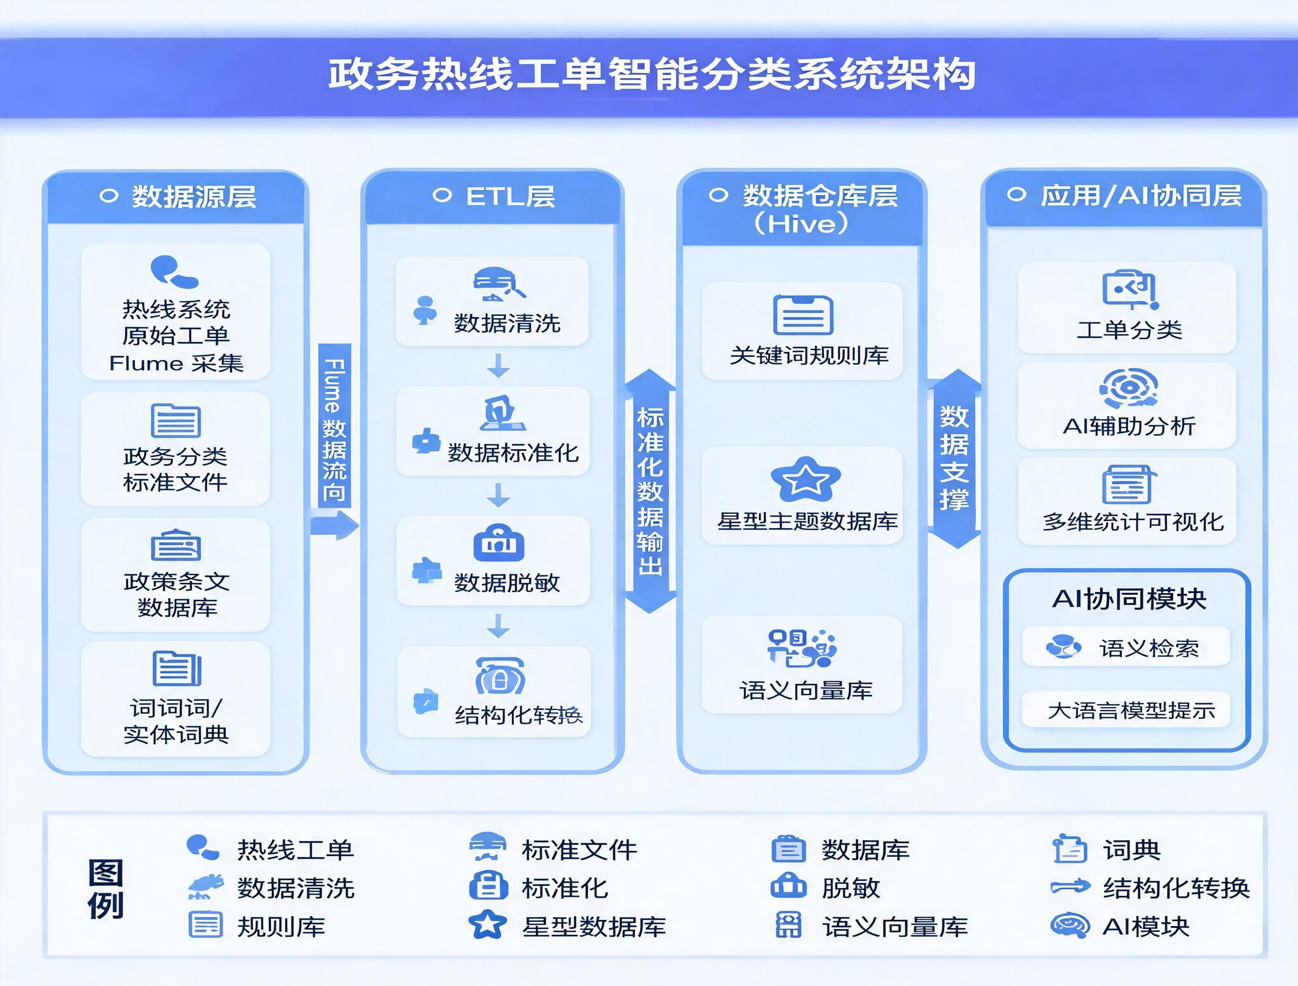 政务热线工单智能分类系统架构
数据源层
热线系统
原始工单
Flume 采集
政务分类
标准文件
政策条文
数据库
词词词/
实体词典
Flume 数据流向
ETL层
数据清洗
数据标准化
数据脱敏
结构化转换
标准化数据输出
数据仓库层
（Hive）
关键词规则库
星型主题数据库
语义向量库
数据支撑
应用/AI协同层
工单分类
AI辅助分析
多维统计可视化
AI协同模块
语义检索
大语言模型提示
图例
热线工单
标准文件
数据库
词典
数据清洗
标准化
脱敏
结构化转换
规则库
星型数据库
语义向量库
AI模块